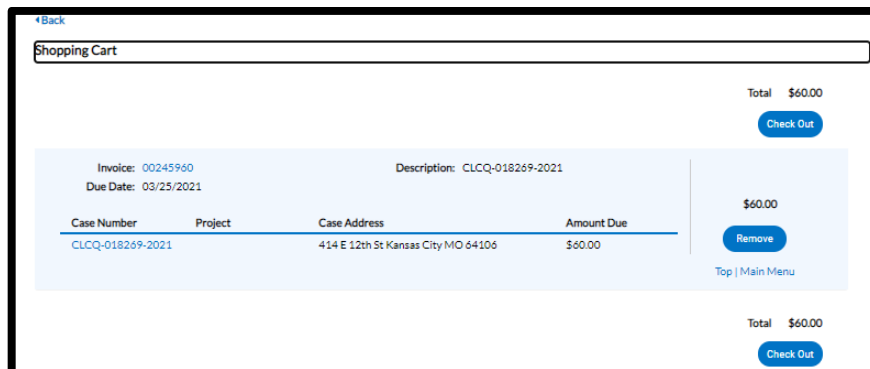 Back
Shopping Cart
Total $60.00
Check Out
Invoice: 00245960 Description: CLCQ-018269-2021
Due Date: 03/25/2021
$60.00
Case Number Project Case Address Amount Due
Remove
CLCQ-018269-2021 414 E 12th St Kansas City MO 64106 $60.00
Top | Main Menu
Total $60.00
Check Out